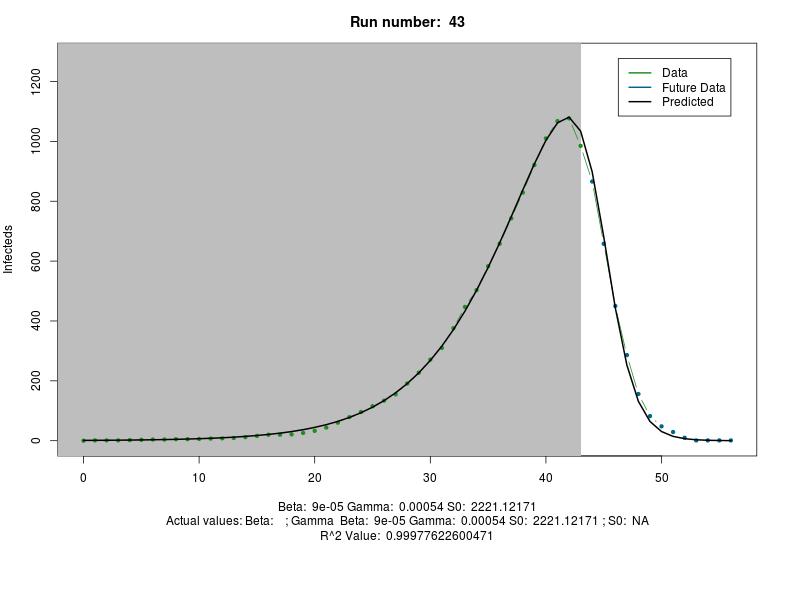 Run number: 43
Infecteds
1200
1000
800
600
400
200
0
Data
Future Data
Predicted
0 10 20 30 40 50
Beta: 9e-05 Gamma: 0.00054 S0: 2221.12171
Actual values: Beta: ; Gamma Beta: 9e-05 Gamma: 0.00054 S0: 2221.12171 ; S0: NA
R^2 Value: 0.99977622600471